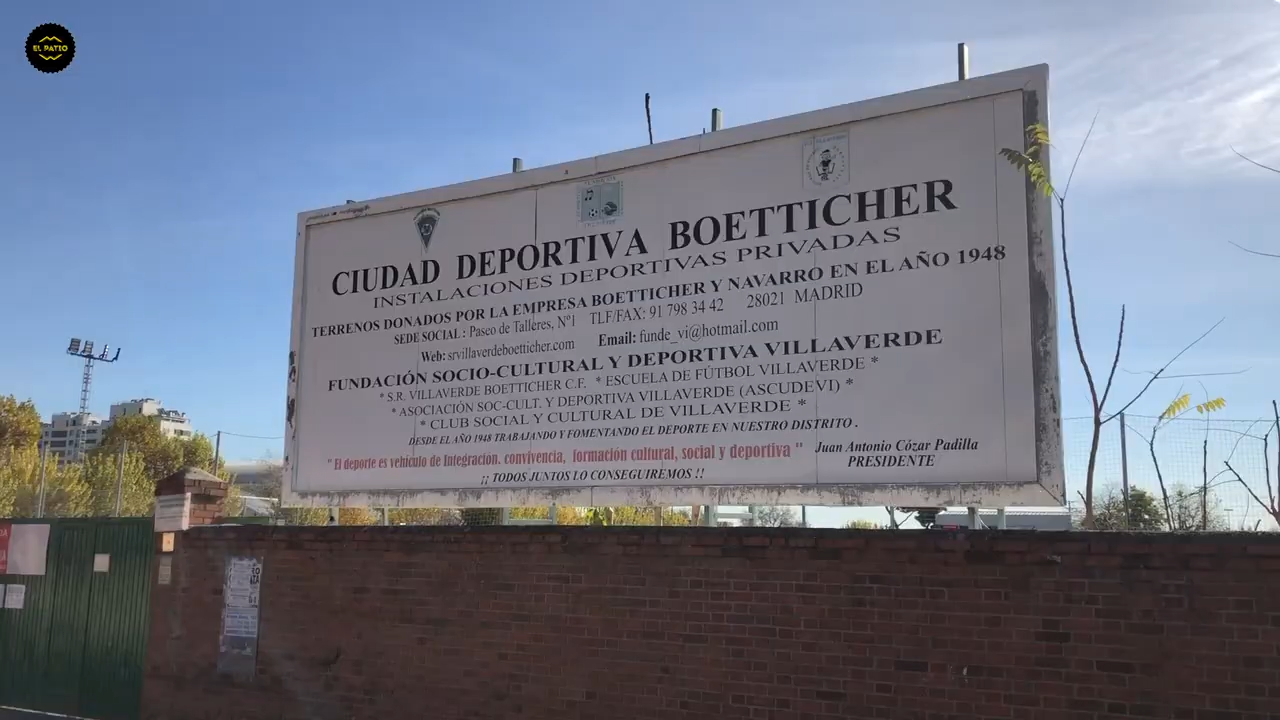 EL PATIO
CIUDAD DEPORTIVA BOETTICHER
INSTALACIONES DEPORTIVAS PRIVADAS
TERRENOS DONADOS POR LA EMPRESA BOETTICHER Y NAVARRO EN EL AÑO 1948
SEDE SOCIAL : Paseo de Talleres, Nº1 TLF/FAX: 91 798 34 42 28021 MADRID
Web: srvillaverdeboetticher.com Email: funde_vi@hotmail.com
FUNDACIÓN SOCIO-CULTURAL Y DEPORTIVA VILLAVERDE
* S.R. VILLAVERDE BOETTICHER C.F. * ESCUELA DE FÚTBOL VILLAVERDE *
* ASOCIACIÓN SOC-CULT. Y DEPORTIVA VILLAVERDE (ASCUDEVI) *
* CLUB SOCIAL Y CULTURAL DE VILLAVERDE *
DESDE EL AÑO 1948 TRABAJANDO Y FOMENTANDO EL DEPORTE EN NUESTRO DISTRITO .
" El deporte es vehículo de Integración. convivencia, formación cultural, social y deportiva "
Juan Antonio Cózar Padilla
PRESIDENTE
¡¡ TODOS JUNTOS LO CONSEGUIREMOS !!